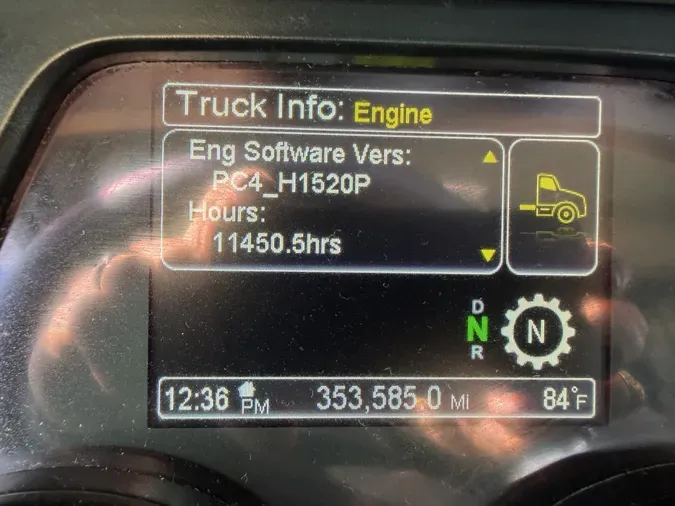 Truck Info: Engine
Eng Software Vers:
PC4_H1520P
Hours:
11450.5hrs
D
N
R
N
12:36 PM 353,585.0 MI 84°F